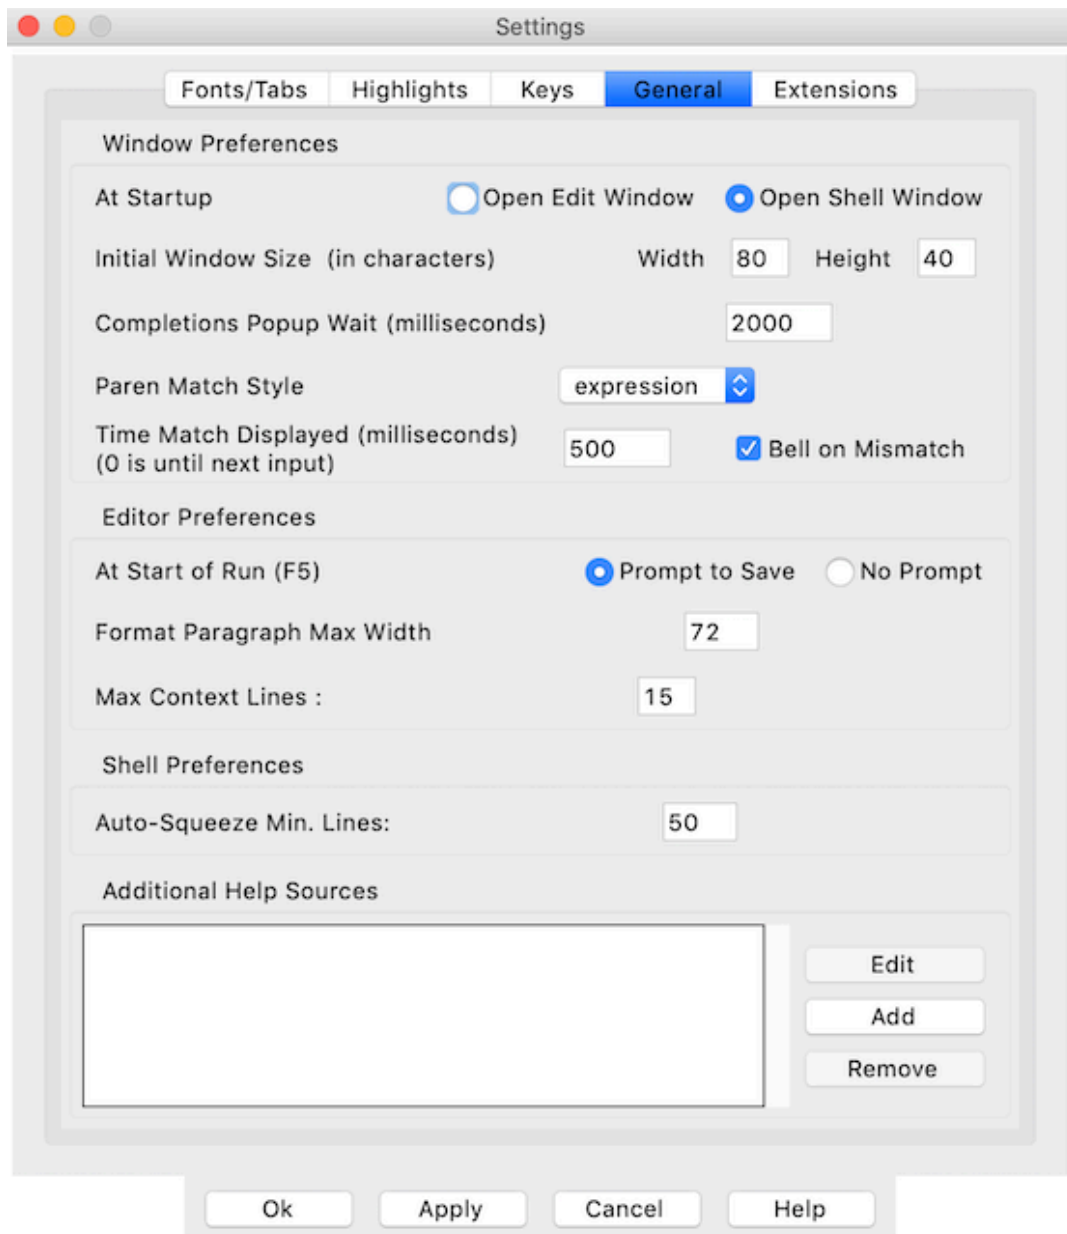 Settings
Fonts/Tabs Highlights Keys General Extensions
Window Preferences
At Startup Open Edit Window Open Shell Window
Initial Window Size (in characters) Width 80 Height 40
Completions Popup Wait (milliseconds) 2000
Paren Match Style expression
Time Match Displayed (milliseconds)
(0 is until next input) 500 Bell on Mismatch
Editor Preferences
At Start of Run (F5) Prompt to Save No Prompt
Format Paragraph Max Width 72
Max Context Lines : 15
Shell Preferences
Auto-Squeeze Min. Lines: 50
Additional Help Sources
Edit
Add
Remove
Ok Apply Cancel Help